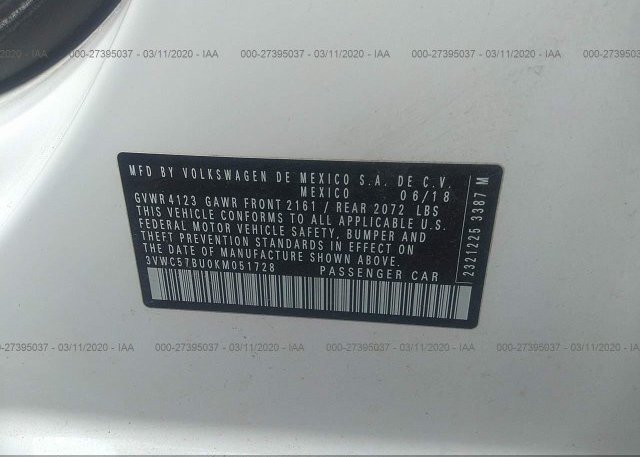 000-27395037 - 03/11/2020 - IAA
000-27395037 - 03/11/2020 - IAA
000-27395037 - 03/11/2020 - IAA
000-27395037 - 03/11/2020
MFD BY VOLKSWAGEN DE MEXICO S.A. DE C.V.
MEXICO 06/18
GVWR 4123 GAWR FRONT 2161 / REAR 2072 LBS
THIS VEHICLE CONFORMS TO ALL APPLICABLE U.S.
FEDERAL MOTOR VEHICLE SAFETY, BUMPER AND
THEFT PREVENTION STANDARDS IN EFFECT ON
THE DATE OF MANUFACTURE SHOWN ABOVE.
3VWC57BU0KM051728 PASSENGER CAR
2321225 3387 M
00-27395037 - 03/11/2020 - IAA
000-27395037 - 03/11/2020 - IAA
000-27395037 - 03/11/2020 - IAA
000-27395037 - 03/11/2020 - IAA